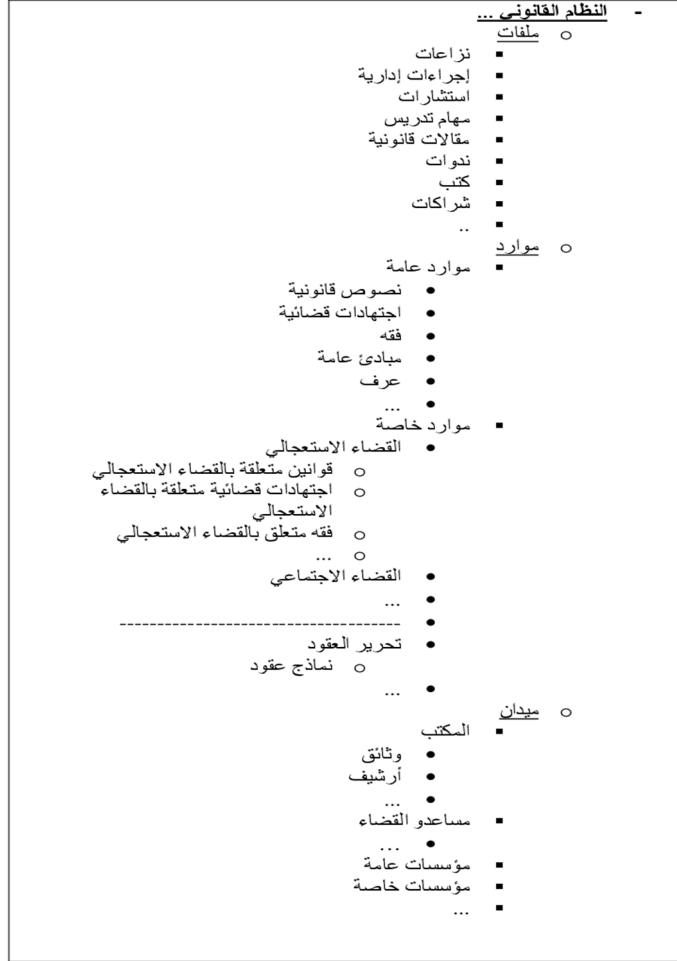 - النظام القانوني ...
o ملفات
▪ نزاعات
▪ إجراءات إدارية
▪ استشارات
▪ مهام تدريس
▪ مقالات قانونية
▪ ندوات
▪ كتب
▪ شراكات
▪ ..
o موارد
▪ موارد عامة
• نصوص قانونية
• اجتهادات قضائية
• فقه
• مبادئ عامة
• عرف
• ...
▪ موارد خاصة
• القضاء الاستعجالي
o قوانين متعلقة بالقضاء الاستعجالي
o اجتهادات قضائية متعلقة بالقضاء
الاستعجالي
o فقه متعلق بالقضاء الاستعجالي
o ...
• القضاء الاجتماعي
• ...
• -------------------------------------
• تحرير العقود
o نماذج عقود
• ...
o ميدان
▪ المكتب
• وثائق
• أرشيف
• ...
▪ مساعدو القضاء
• ...
▪ مؤسسات عامة
▪ مؤسسات خاصة
▪ ...